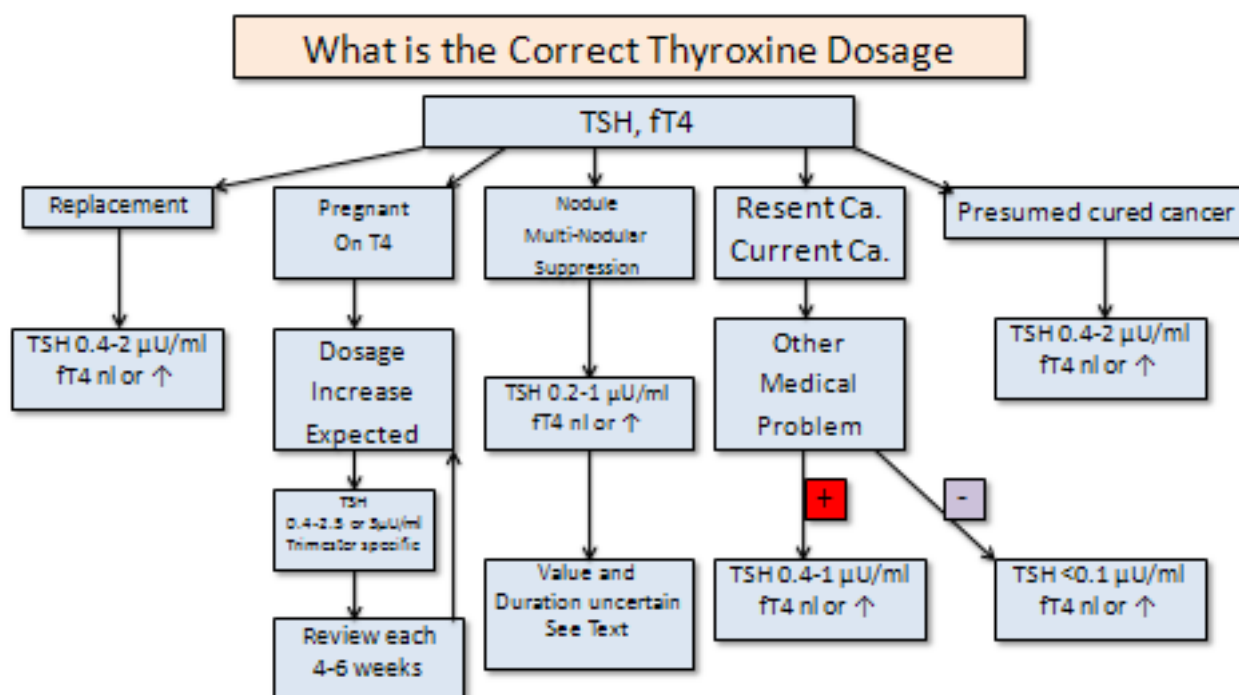 What is the Correct Thyroxine Dosage
TSH, fT4
Replacement
TSH 0.4-2 µU/ml
fT4 nl or ↑
Pregnant
On T4
Dosage
Increase
Expected
TSH
0.4-2.5 or 3µU/ml
Trimester specific
Review each
4-6 weeks
Nodule
Multi-Nodular
Suppression
TSH 0.2-1 µU/ml
fT4 nl or ↑
Value and
Duration uncertain
See Text
Resent Ca.
Current Ca.
Other
Medical
Problem
+
-
TSH 0.4-1 µU/ml
fT4 nl or ↑
TSH <0.1 µU/ml
fT4 nl or ↑
Presumed cured cancer
TSH 0.4-2 µU/ml
fT4 nl or ↑